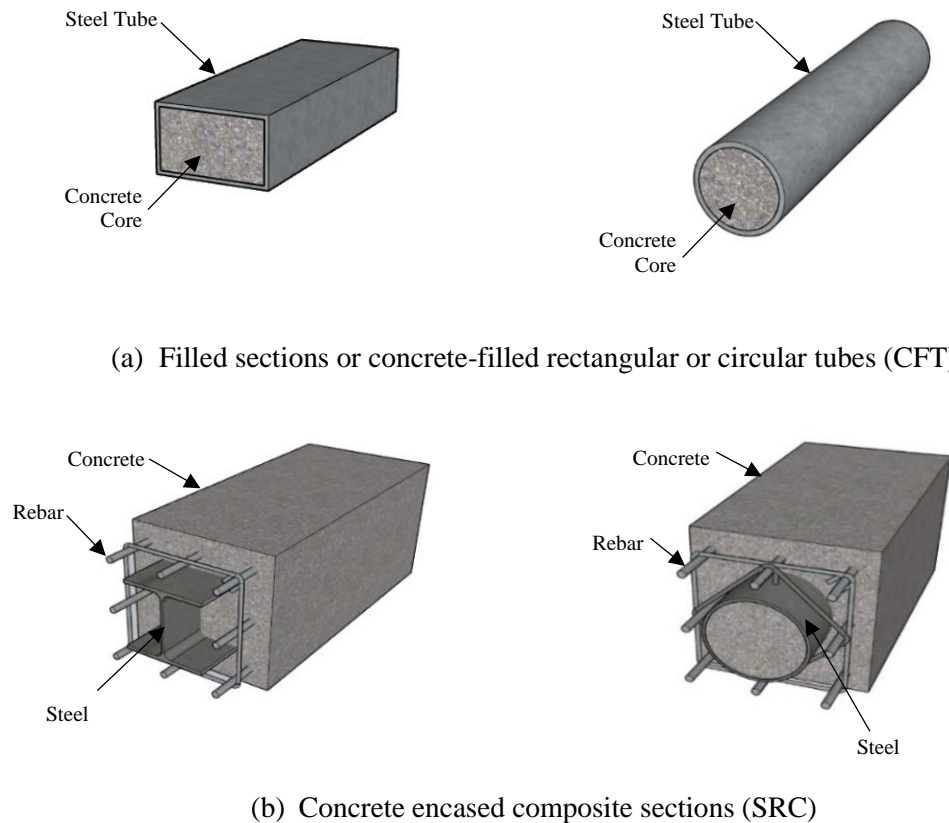 Steel Tube
Steel Tube
Concrete
Core
Concrete
Core
(a) Filled sections or concrete-filled rectangular or circular tubes (CFT)
Concrete
Concrete
Rebar
Rebar
Steel
Steel
(b) Concrete encased composite sections (SRC)